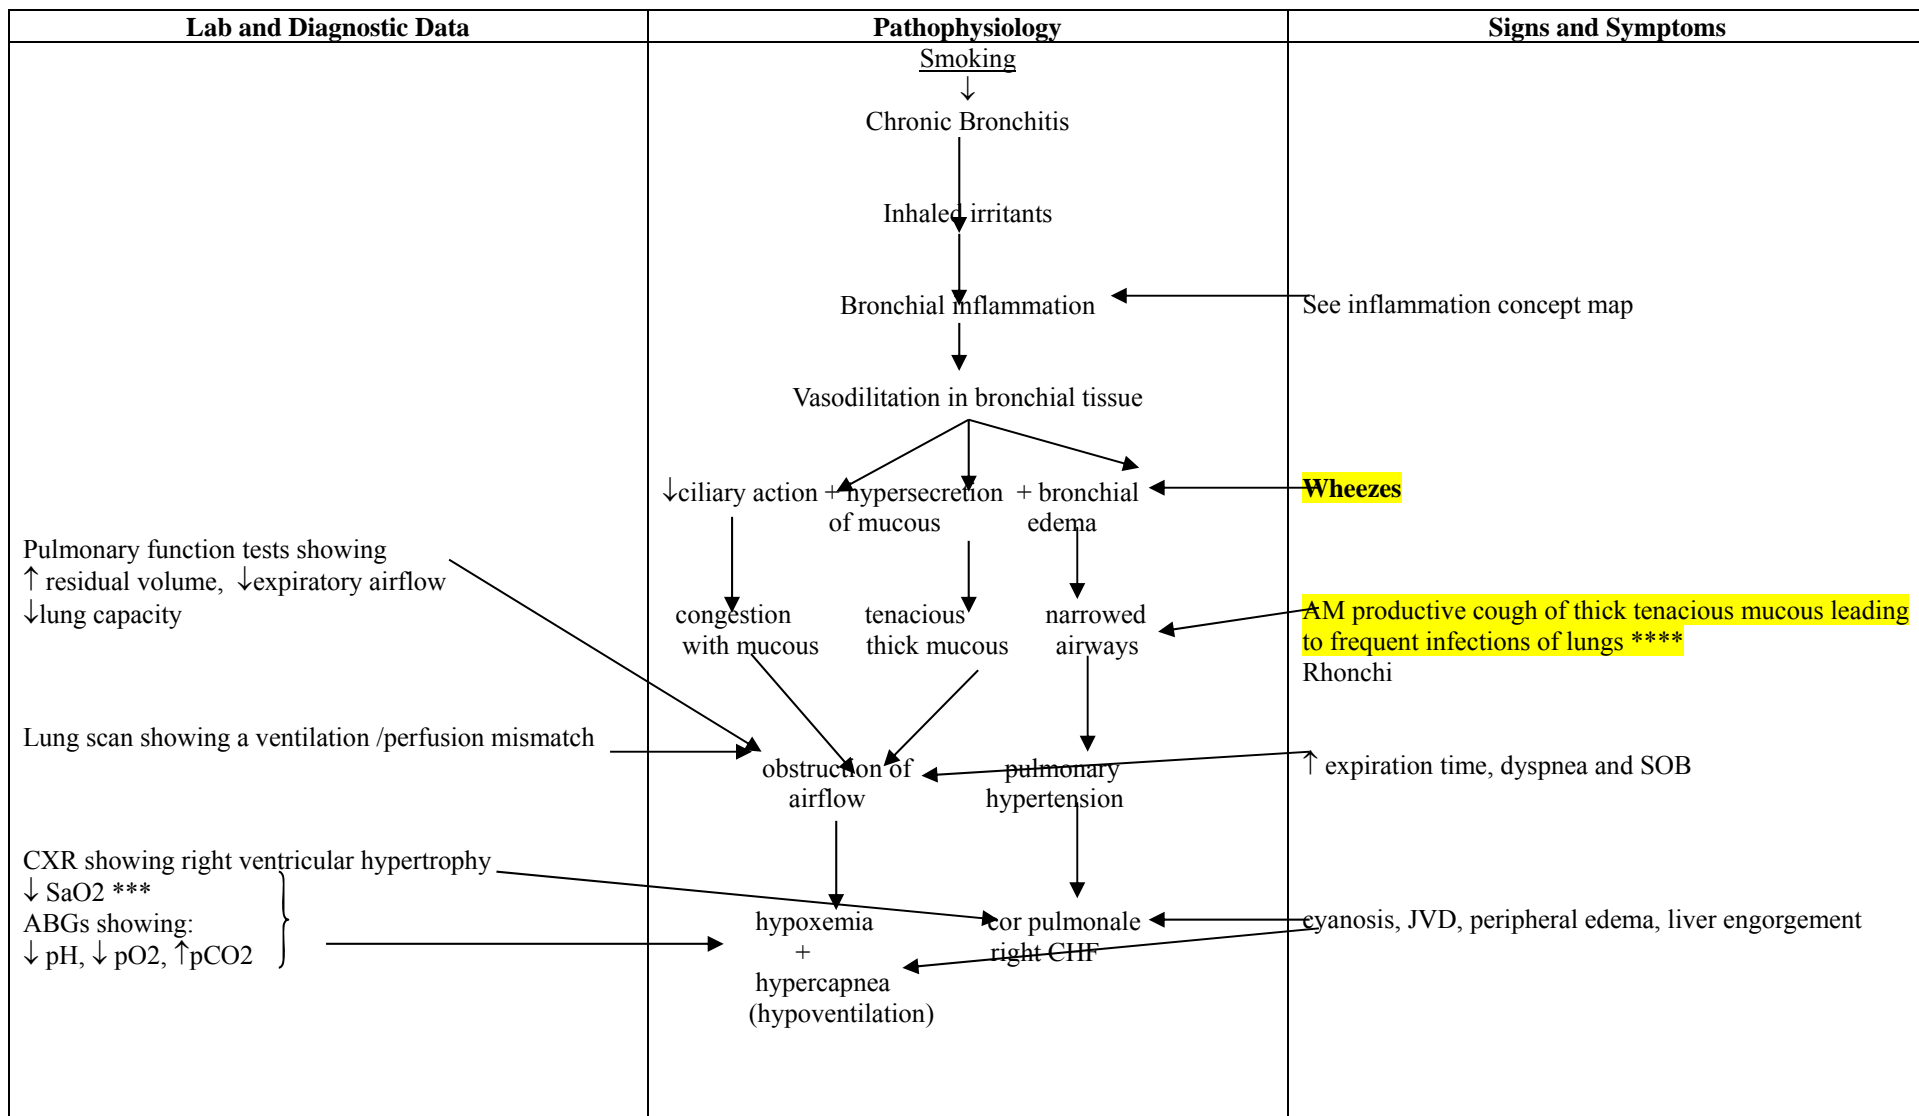 Lab and Diagnostic Data
Pathophysiology
Signs and Symptoms
Smoking
↓
Chronic Bronchitis
Inhaled irritants
Bronchial inflammation
See inflammation concept map
Vasodilitation in bronchial tissue
↓ciliary action + hypersecretion + bronchial
of mucous
edema
Wheezes
Pulmonary function tests showing
↑ residual volume, ↓expiratory airflow
↓lung capacity
congestion
with mucous
tenacious
thick mucous
narrowed
airways
AM productive cough of thick tenacious mucous leading
to frequent infections of lungs ****
Rhonchi
Lung scan showing a ventilation /perfusion mismatch
obstruction of
airflow
pulmonary
hypertension
↑ expiration time, dyspnea and SOB
CXR showing right ventricular hypertrophy
↓ SaO2 ***
ABGs showing:
↓ pH, ↓ pO2, ↑pCO2
hypoxemia
+
hypercapnea
(hypoventilation)
cor pulmonale
right CHF
cyanosis, JVD, peripheral edema, liver engorgement